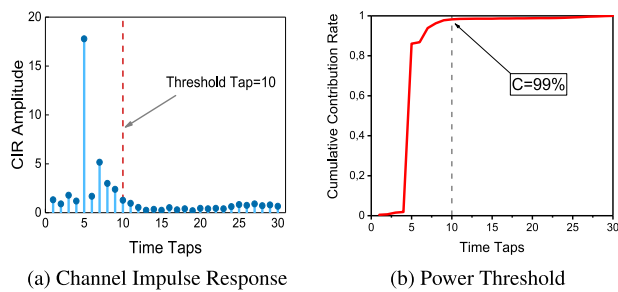 20
15
10
5
0
CIR Amplitude
Threshold Tap=10
0 5 10 15 20 25 30
Time Taps
(a) Channel Impulse Response
1
0,8
0,6
0,4
0,2
0
Cumulative Contribution Rate
C=99%
0 5 10 15 20 25 30
Time Taps
(b) Power Threshold